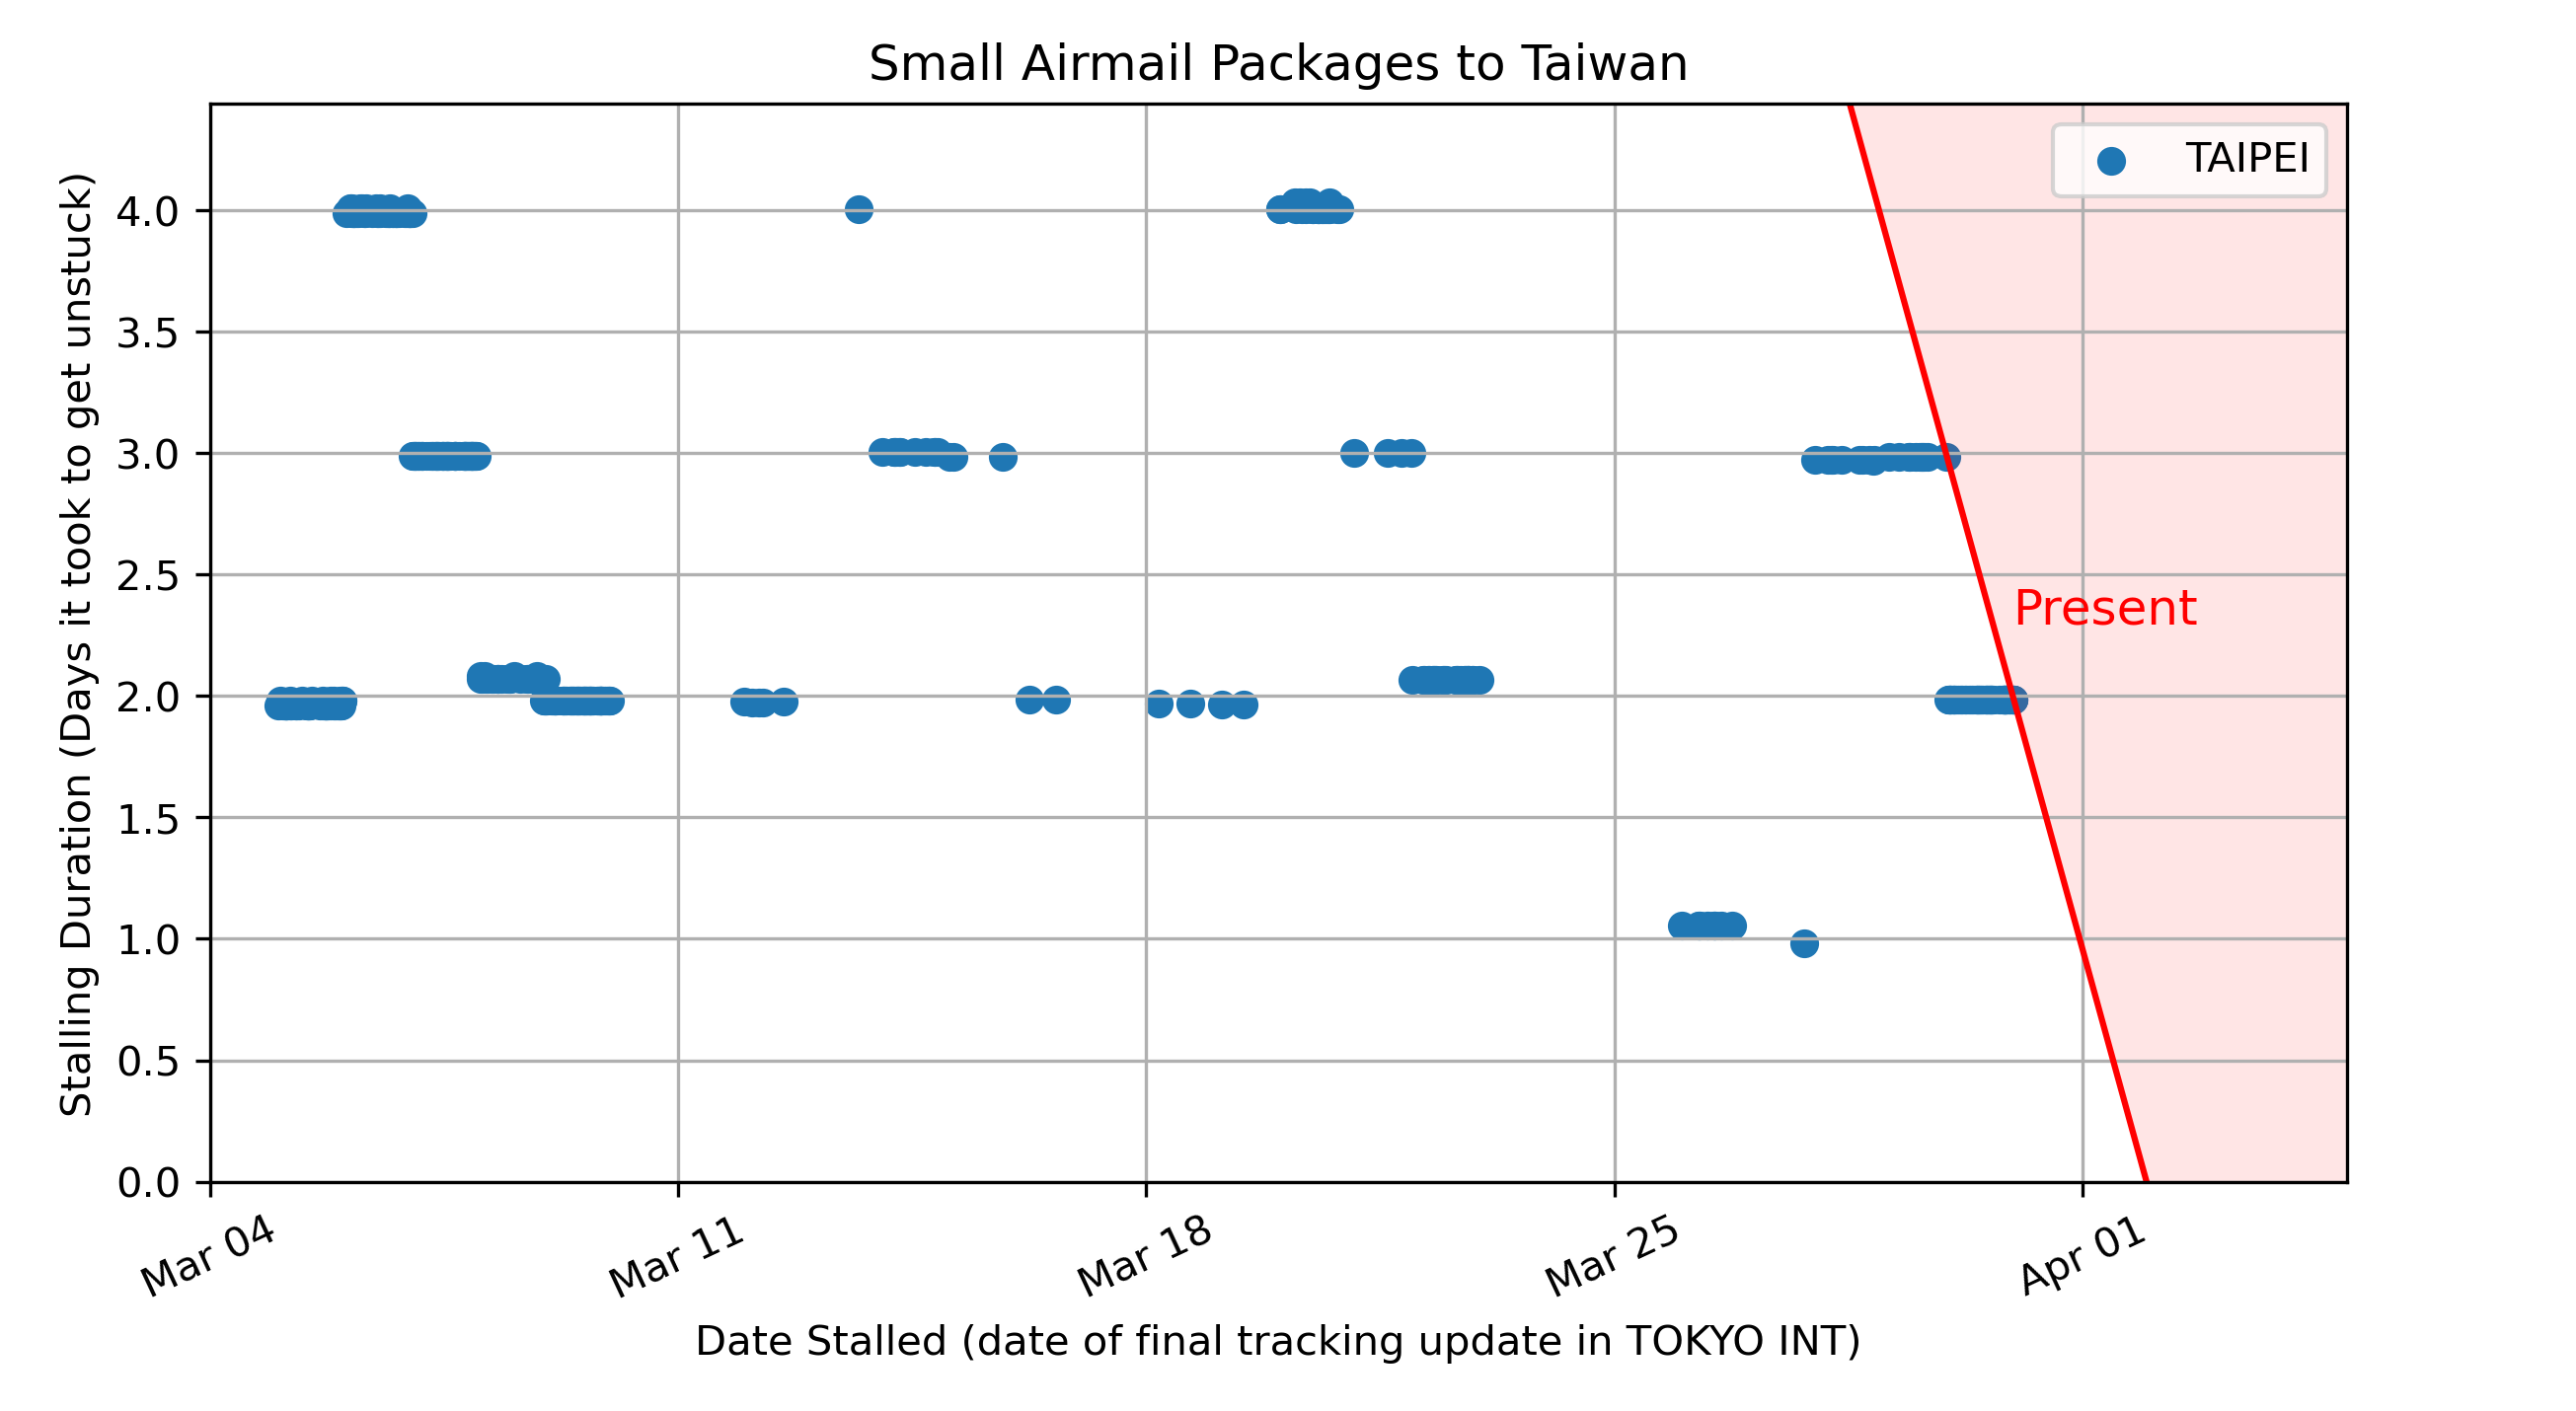 Small Airmail Packages to Taiwan
TAIPEI
Stalling Duration (Days it took to get unstuck)
4.0
3.5
3.0
2.5
2.0
1.5
1.0
0.5
0.0
Present
Mar 04
Mar 11
Mar 18
Mar 25
Apr 01
Date Stalled (date of final tracking update in TOKYO INT)